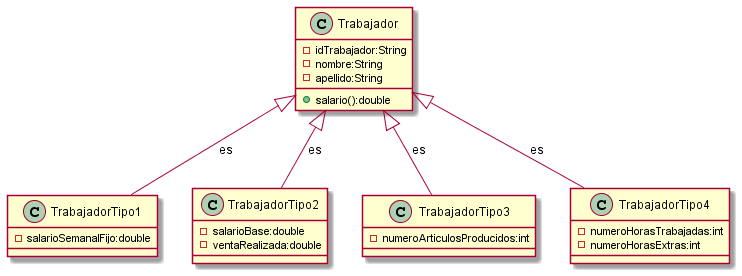 C Trabajador
idTrabajador:String
nombre:String
apellido:String
salario():double
es es es es
C TrabajadorTipo1
salarioSemanalFijo:double
C TrabajadorTipo2
salarioBase:double
ventaRealizada:double
C TrabajadorTipo3
numeroArticulosProducidos:int
C TrabajadorTipo4
numeroHorasTrabajadas:int
numeroHorasExtras:int